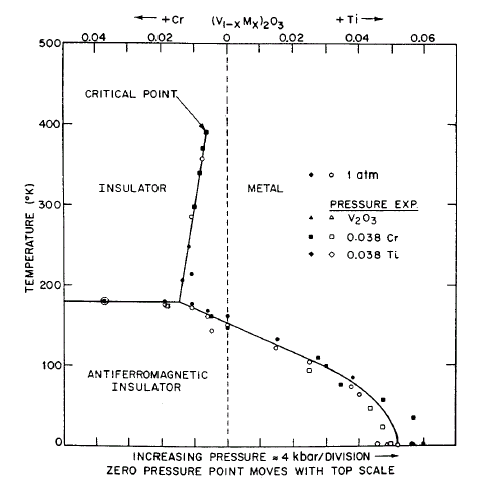 ← +Cr (V1-X MX)2O3 +Ti →
0.04 0.02 0 0.02 0.04 0.06
500
400
300
200
100
0
TEMPERATURE (°K)
CRITICAL POINT
INSULATOR
METAL
1 atm
PRESSURE EXP.
V2O3
0.038 Cr
0.038 Ti
ANTIFERROMAGNETIC
INSULATOR
INCREASING PRESSURE ≈ 4 kbar/DIVISION →
ZERO PRESSURE POINT MOVES WITH TOP SCALE